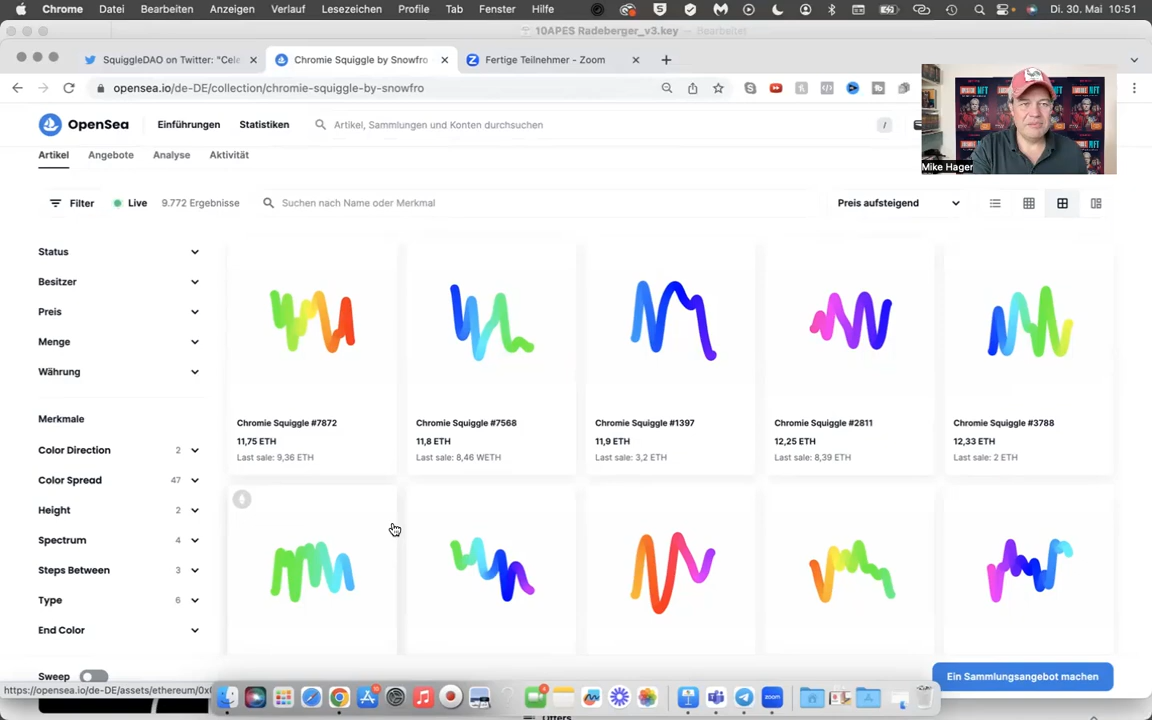 Chrome Datei Bearbeiten Anzeigen Verlauf Lesezeichen Profile Tab Fenster Hilfe Di. 30. Mai 10:51
10APES Radeberger_v3.key — Bearbeitet
SquiggleDAO on Twitter: "Cele Chromie Squiggle by Snowfro Fertige Teilnehmer - Zoom
opensea.io/de-DE/collection/chromie-squiggle-by-snowfro
OpenSea Einführungen Statistiken Artikel, Sammlungen und Konten durchsuchen /
Mike Hager
Artikel Angebote Analyse Aktivität
Filter Live 9.772 Ergebnisse Suchen nach Name oder Merkmal Preis aufsteigend
Status
Besitzer
Preis
Menge
Währung
Merkmale
Color Direction 2
Color Spread 47
Height 2
Spectrum 4
Steps Between 3
Type 6
End Color
Sweep
Chromie Squiggle #7872 Chromie Squiggle #7568 Chromie Squiggle #1397 Chromie Squiggle #2811 Chromie Squiggle #3788
11,75 ETH 11,8 ETH 11,9 ETH 12,25 ETH 12,33 ETH
Last sale: 9,36 ETH Last sale: 8,46 WETH Last sale: 3,2 ETH Last sale: 8,39 ETH Last sale: 2 ETH
Ein Sammlungsangebot machen
https://opensea.io/de-DE/assets/ethereum/0x
zoom
Offers